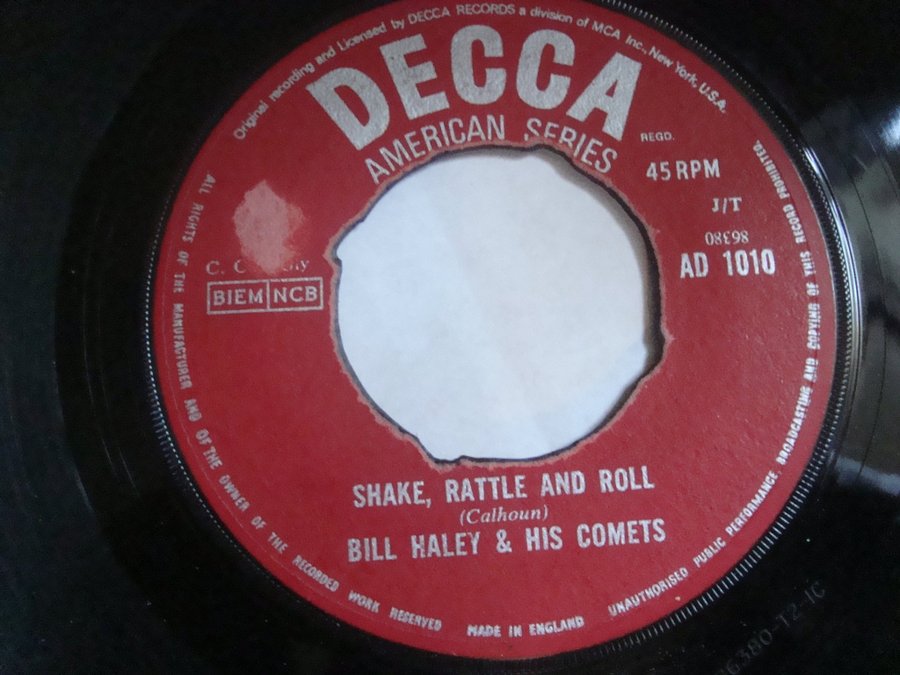 Original recording and Licensed by DECCA RECORDS a division of MCA Inc., New York, U.S.A.
DECCA
REGD.
AMERICAN SERIES
45 RPM
J/T
86380
AD 1010
BIEM NCB
SHAKE, RATTLE AND ROLL
(Calhoun)
BILL HALEY & HIS COMETS
ALL RIGHTS OF THE MANUFACTURER AND OF THE OWNER OF THE RECORDED WORK RESERVED
MADE IN ENGLAND
UNAUTHORISED PUBLIC PERFORMANCE, BROADCASTING AND COPYING OF THIS RECORD PROHIBITED.